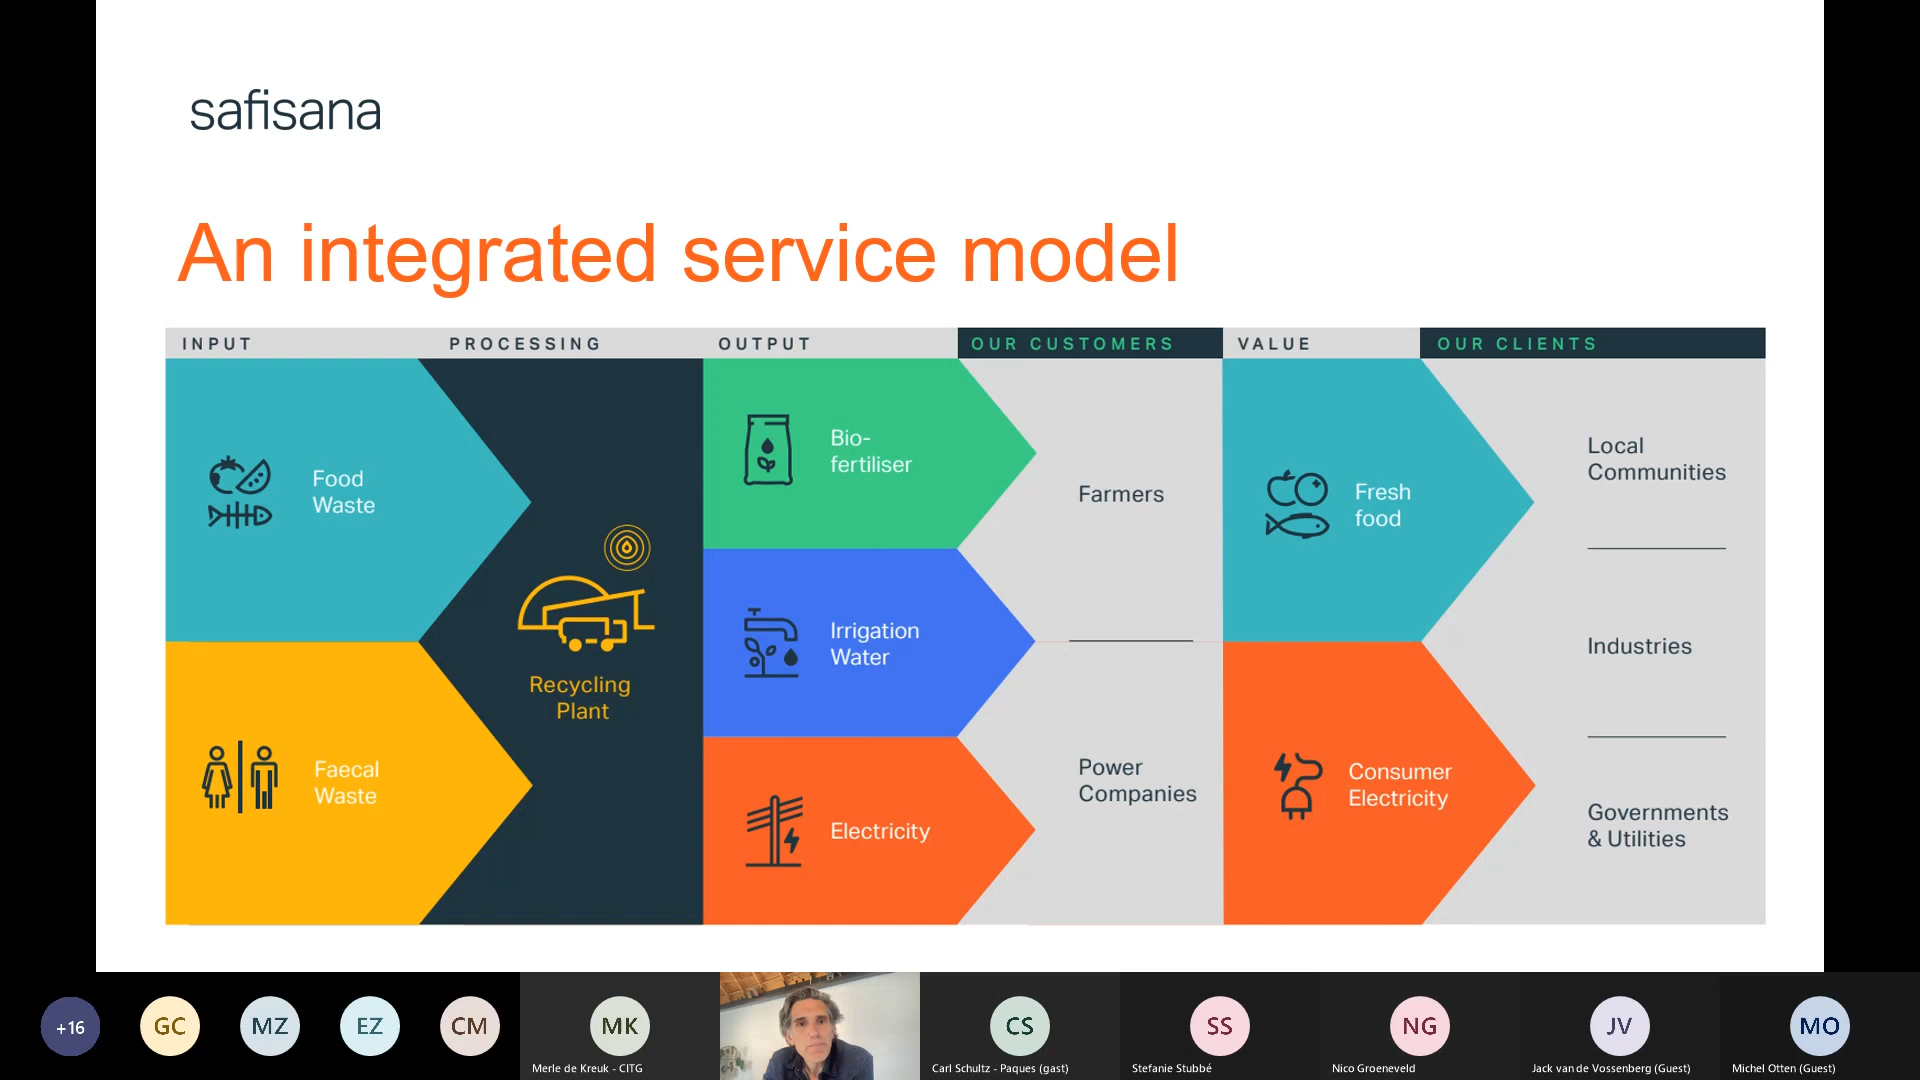 safisana
An integrated service model
INPUT
PROCESSING
OUTPUT
OUR CUSTOMERS
VALUE
OUR CLIENTS
Food
Waste
Faecal
Waste
Recycling
Plant
Bio-
fertiliser
Irrigation
Water
Electricity
Farmers
Power
Companies
Fresh
food
Consumer
Electricity
Local
Communities
Industries
Governments
& Utilities
+16
GC
MZ
EZ
CM
MK
Merle de Kreuk - CITG
CS
Carl Schultz - Paques (gast)
SS
Stefanie Stubbé
NG
Nico Groeneveld
JV
Jack van de Vossenberg (Guest)
MO
Michel Otten (Guest)